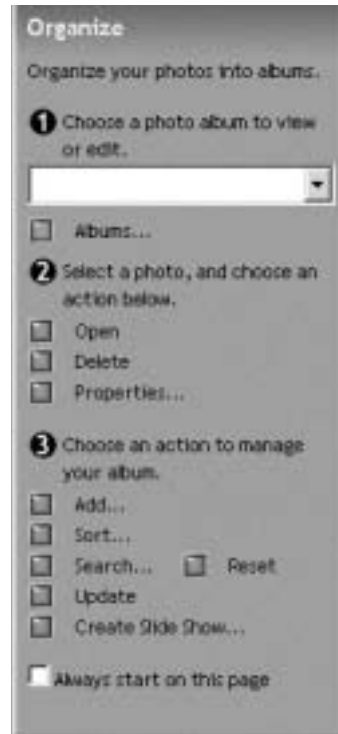 Organize
Organize your photos into albums.
1 Choose a photo album to view
or edit.
Albums...
2 Select a photo, and choose an
action below.
Open
Delete
Properties...
3 Choose an action to manage
your album.
Add...
Sort...
Search... Reset
Update
Create Slide Show...
Always start on this page